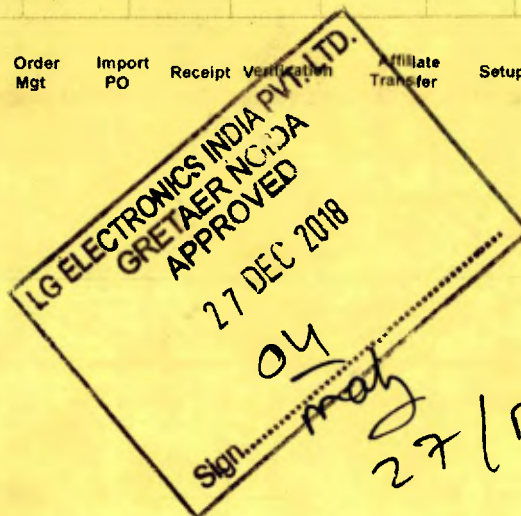 Order Import Receipt Verification Affiliate Setup
Mgt PO Transfer
LG ELECTRONICS INDIA PVT. LTD.
GRETAER NOIDA
APPROVED
27 DEC 2018
04
Sign
27/